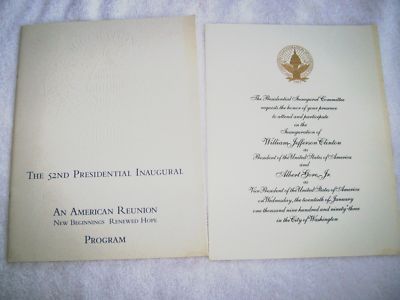 THE 52ND PRESIDENTIAL INAUGURAL
AN AMERICAN REUNION
NEW BEGINNINGS RENEWED HOPE
PROGRAM
The Presidential Inaugural Committee
requests the honor of your presence
to attend and participate
in the
Inauguration of
William Jefferson Clinton
as
President of the United States of America
and
Albert Gore, Jr.
as
Vice President of the United States of America
on Wednesday, the twentieth of January
one thousand nine hundred and ninety-three
in the City of Washington